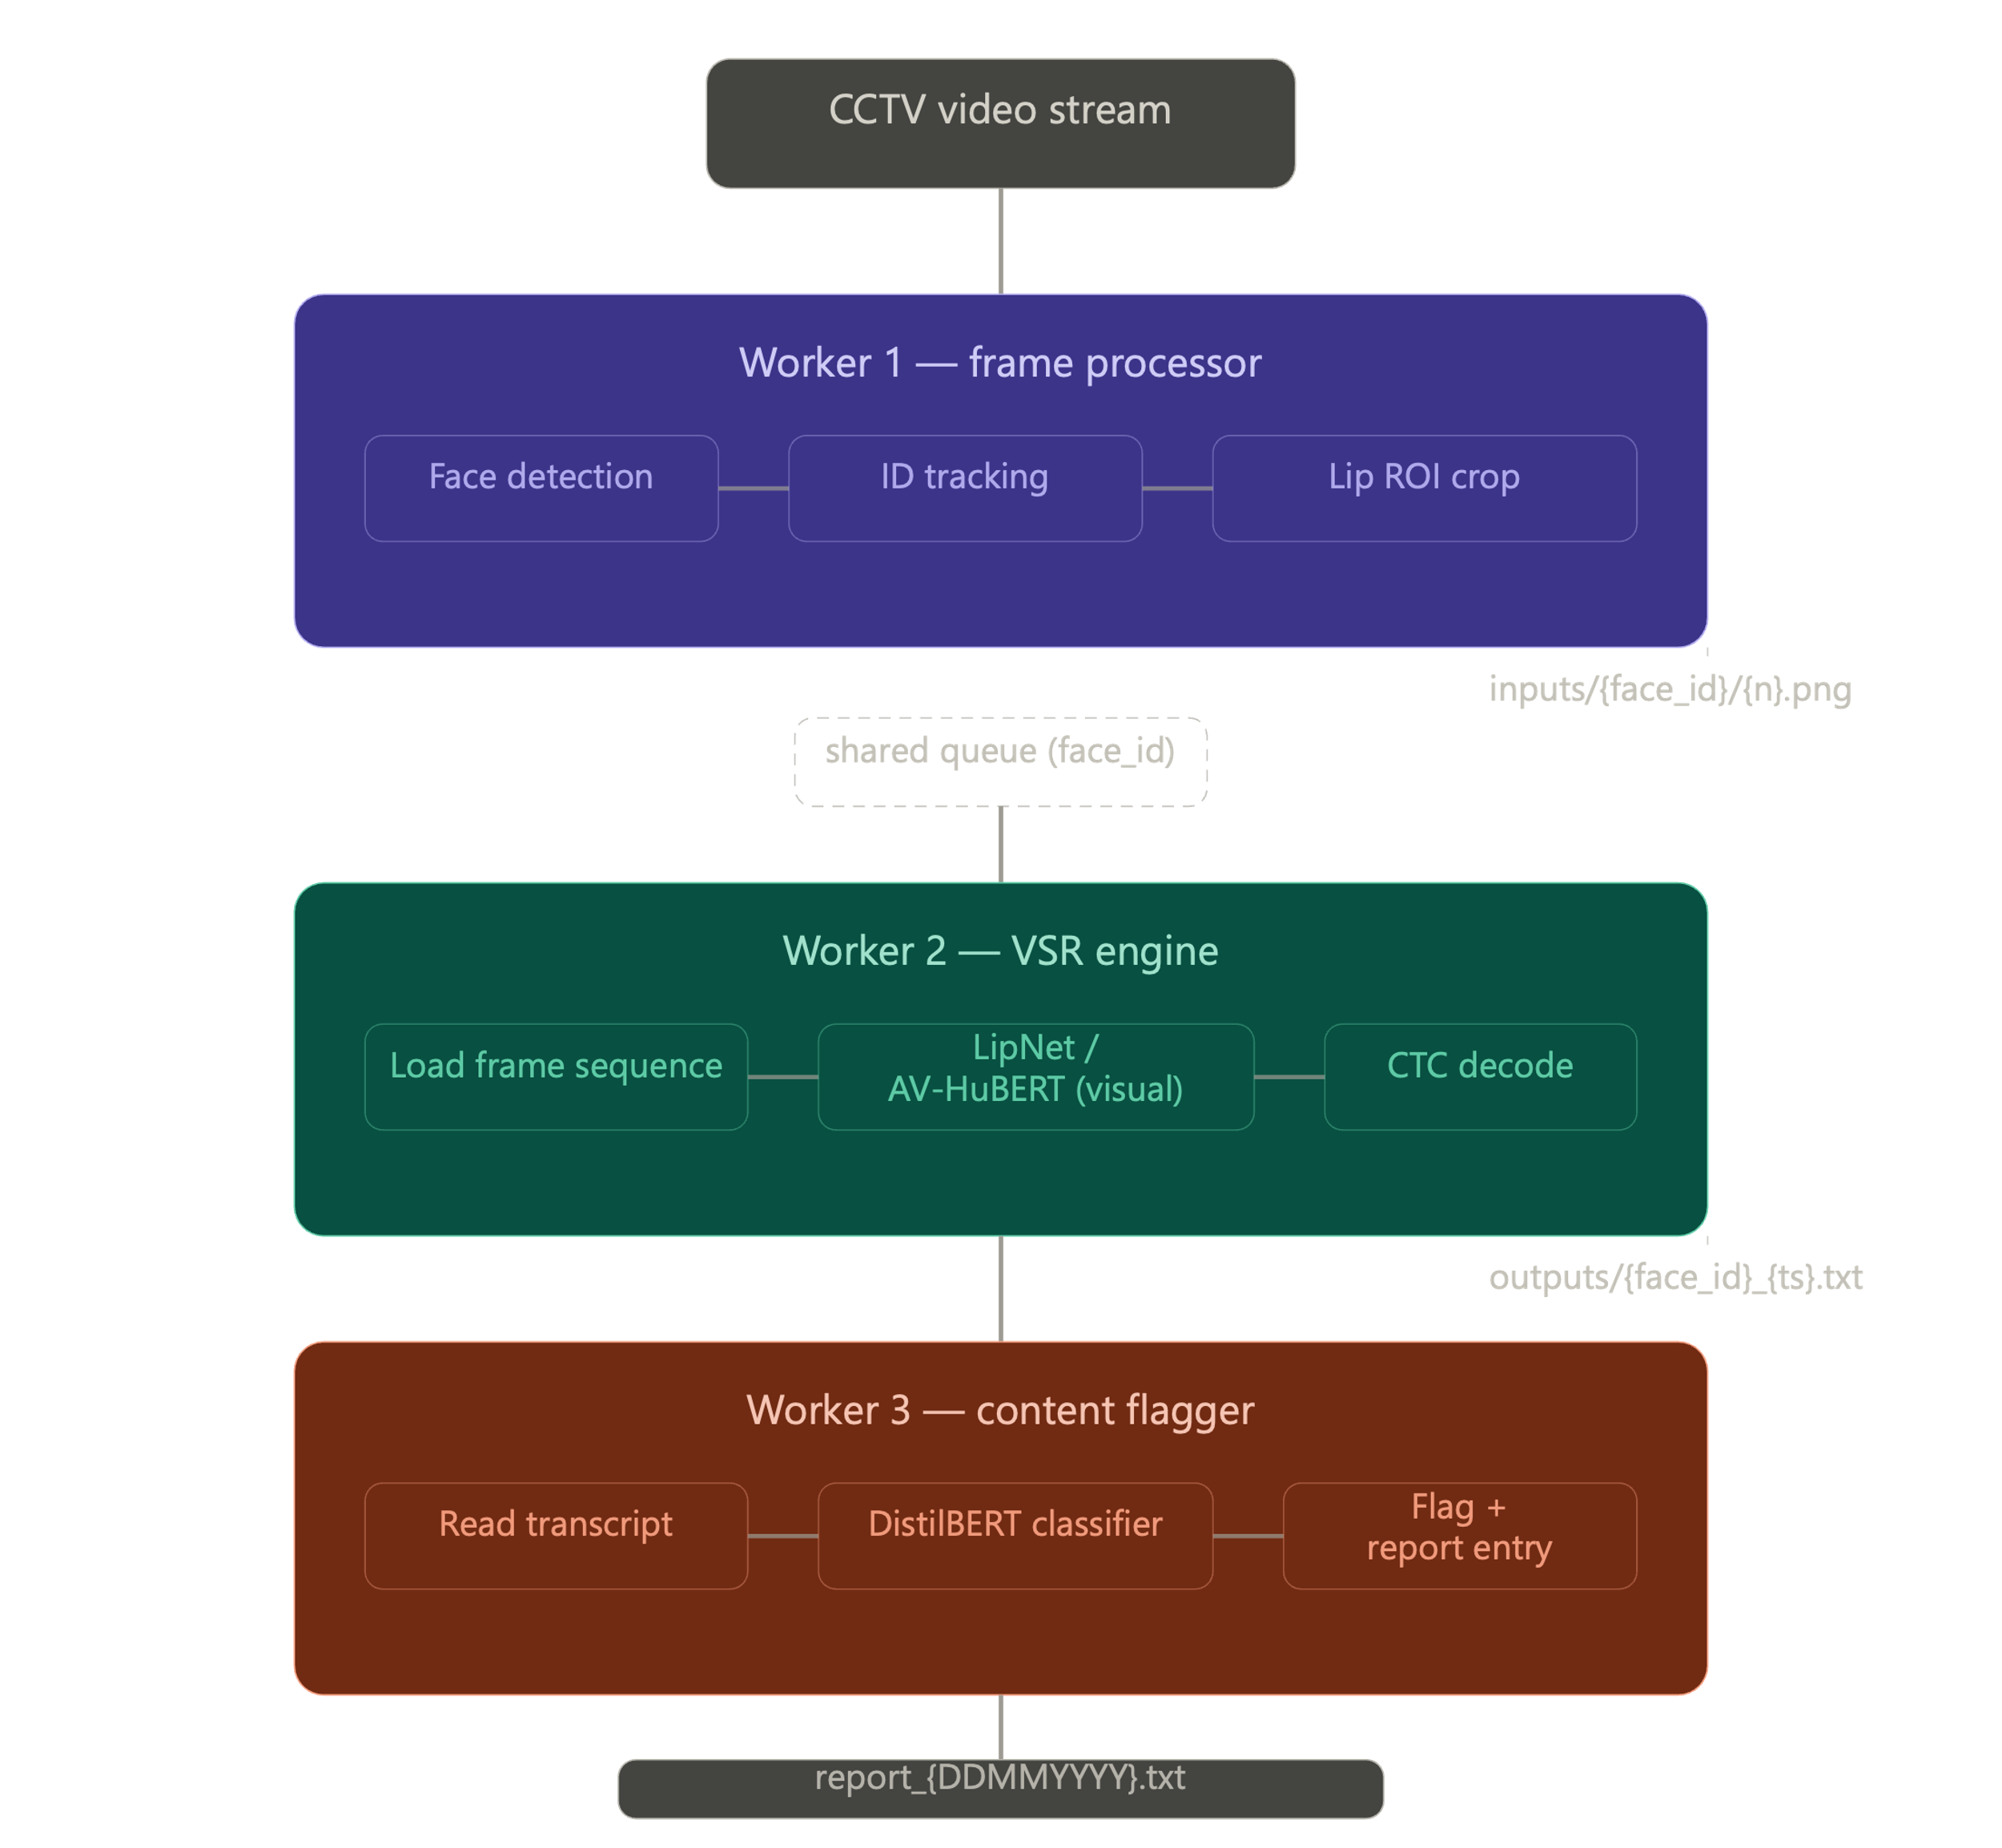 CCTV video stream
Worker 1 — frame processor
Face detection
ID tracking
Lip ROI crop
inputs/{face_id}/{n}.png
shared queue (face_id)
Worker 2 — VSR engine
Load frame sequence
LipNet /
AV-HuBERT (visual)
CTC decode
outputs/{face_id}_{ts}.txt
Worker 3 — content flagger
Read transcript
DistilBERT classifier
Flag +
report entry
report_{DDMMYYYY}.txt